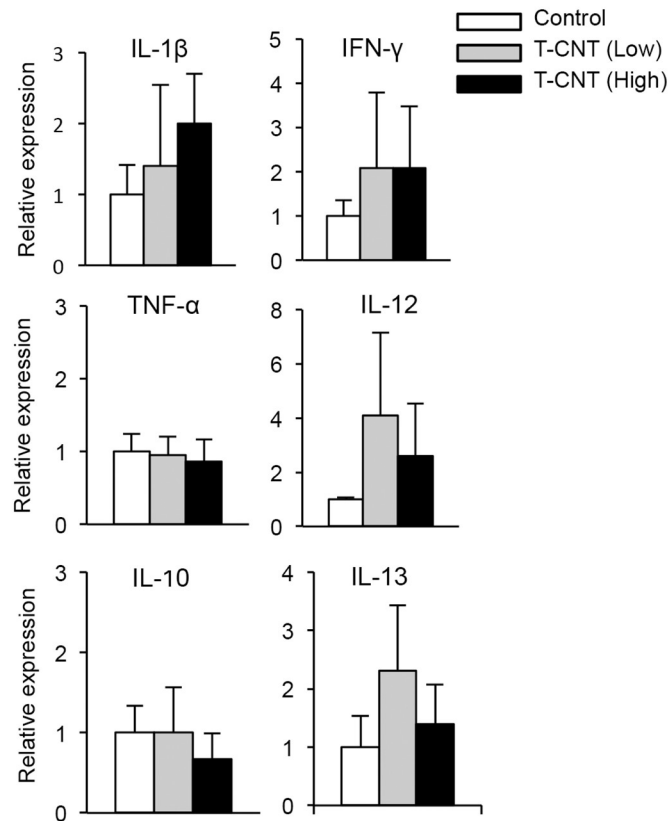 Control
T-CNT (Low)
T-CNT (High)
IL-1β
Relative expression
3
2
1
0
IFN-γ
5
4
3
2
1
0
TNF-α
Relative expression
3
2
1
0
IL-12
8
6
4
2
0
IL-10
Relative expression
3
2
1
0
IL-13
4
3
2
1
0